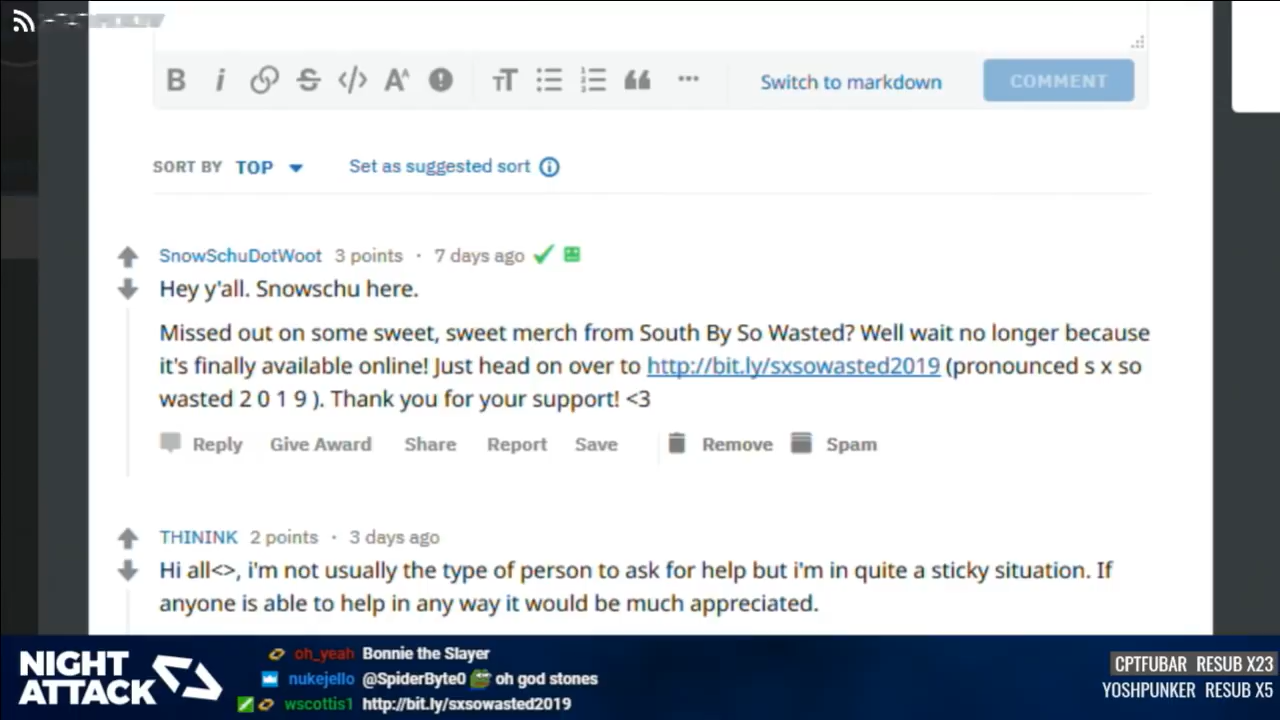 B i S </> A^ ! TT ❝ ··· Switch to markdown COMMENT
SORT BY TOP Set as suggested sort
SnowSchuDotWoot 3 points · 7 days ago
Hey y'all. Snowschu here.
Missed out on some sweet, sweet merch from South By So Wasted? Well wait no longer because
it's finally available online! Just head on over to http://bit.ly/sxsowasted2019 (pronounced s x so
wasted 2 0 1 9 ). Thank you for your support! <3
Reply Give Award Share Report Save Remove Spam
THININK 2 points · 3 days ago
Hi all<>, i'm not usually the type of person to ask for help but i'm in quite a sticky situation. If
anyone is able to help in any way it would be much appreciated.
NIGHT
ATTACK
oh_yeah Bonnie the Slayer
nukejello @SpiderByte0 oh god stones
wscottis1 http://bit.ly/sxsowasted2019
CPTFUBAR RESUB X23
YOSHPUNKER RESUB X5